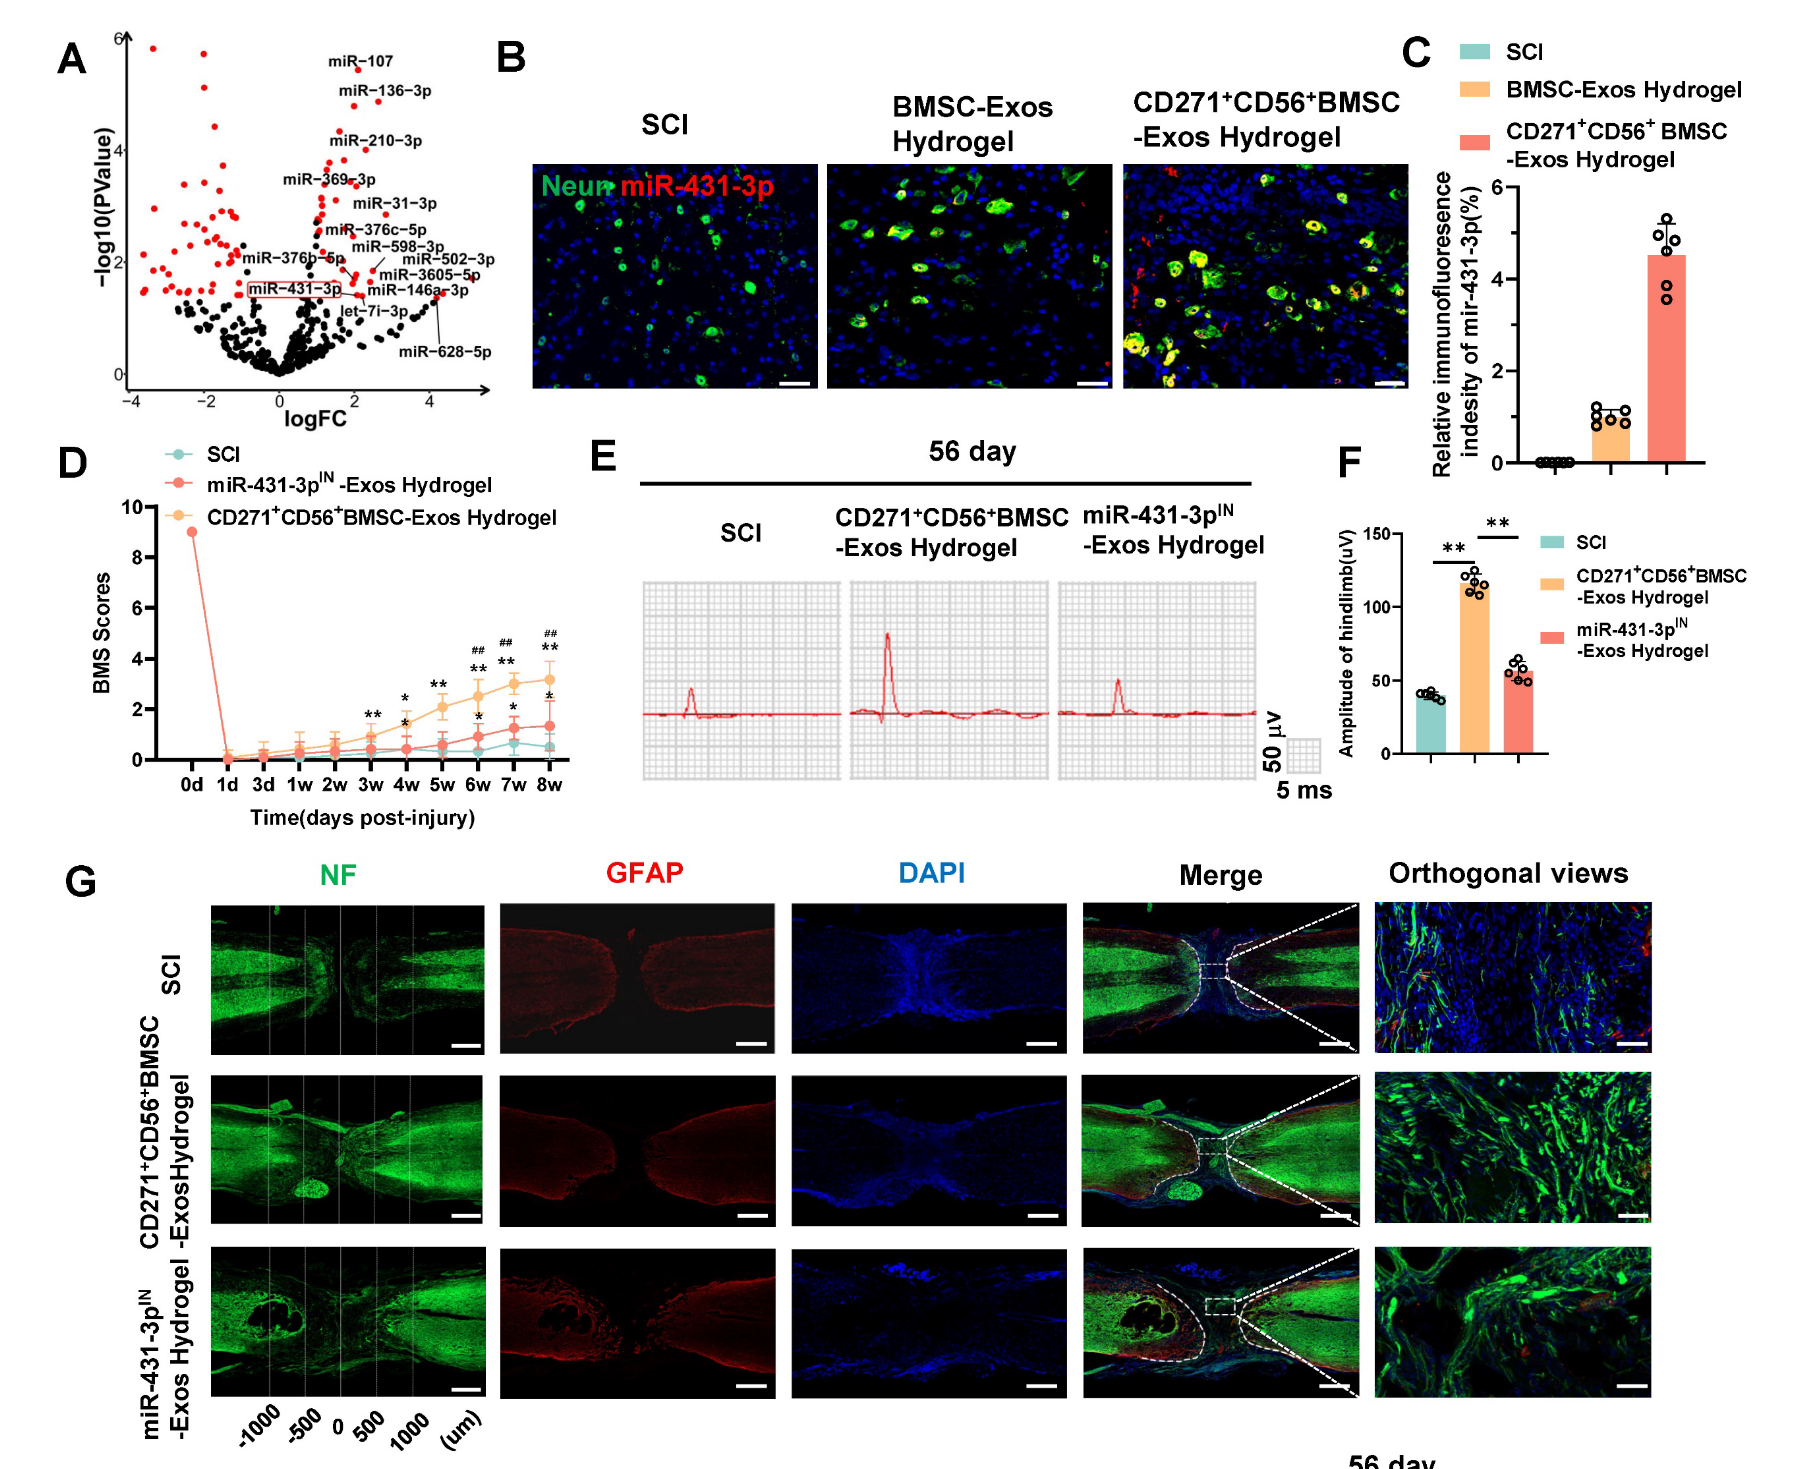 A
6
4
2
0
−log10(PValue)
−4
−2
0
2
4
logFC
miR−107
miR−136−3p
miR−210−3p
miR−369−3p
miR−31−3p
miR−376c−5p
miR−598−3p
miR−376b−5p
miR−502−3p
miR−3605−5p
miR−431−3p
miR−146a−3p
let−7i−3p
miR−628−5p
B
SCI
BMSC-Exos
Hydrogel
CD271+CD56+BMSC
-Exos Hydrogel
Neun miR-431-3p
C
SCI
BMSC-Exos Hydrogel
CD271+CD56+ BMSC
-Exos Hydrogel
Relative immunofluoresence
indesity of mir-431-3p(%)
6
4
2
0
D
SCI
miR-431-3pIN -Exos Hydrogel
CD271+CD56+BMSC-Exos Hydrogel
BMS Scores
10
8
6
4
2
0
## ## ##
** ** **
** * ** *
* * *
0d 1d 3d 1w 2w 3w 4w 5w 6w 7w 8w
Time(days post-injury)
E
56 day
SCI
CD271+CD56+BMSC
-Exos Hydrogel
miR-431-3pIN
-Exos Hydrogel
50 μV
5 ms
F
Amplitude of hindlimb(uV)
150
100
50
0
**
**
SCI
CD271+CD56+BMSC
-Exos Hydrogel
miR-431-3pIN
-Exos Hydrogel
G
NF
GFAP
DAPI
Merge
Orthogonal views
SCI
CD271+CD56+BMSC
-ExosHydrogel
miR-431-3pIN
-Exos Hydrogel
-1000 -500 0 500 1000 (um)
56 day